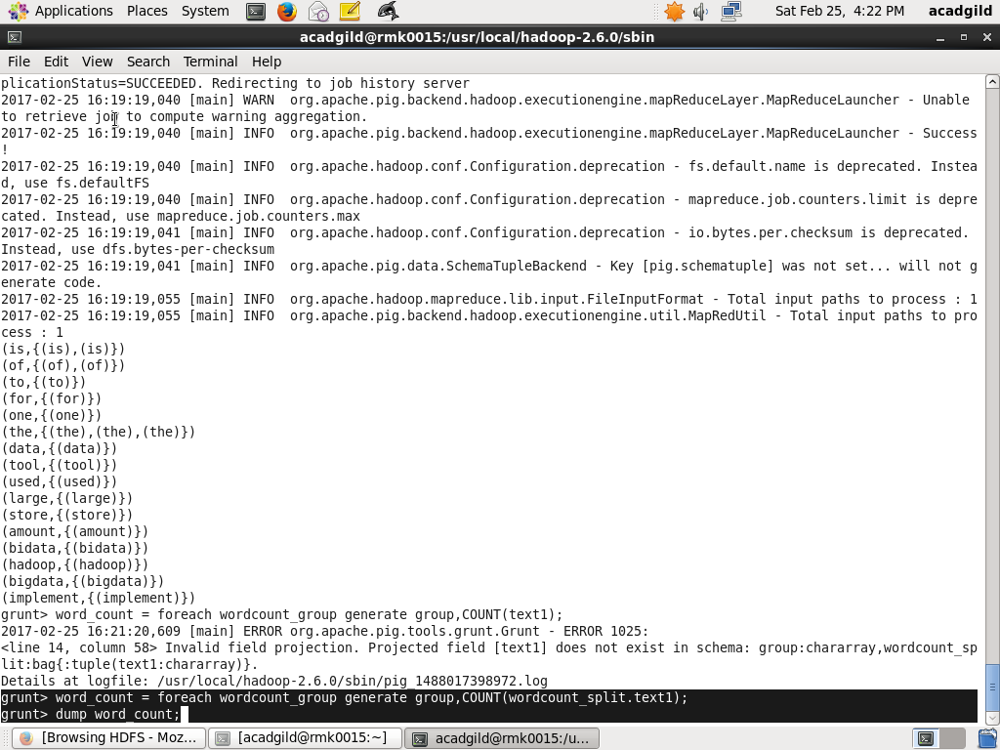 Applications Places System Sat Feb 25, 4:22 PM acadgild
acadgild@rmk0015:/usr/local/hadoop-2.6.0/sbin
File Edit View Search Terminal Help
plicationStatus=SUCCEEDED. Redirecting to job history server
2017-02-25 16:19:19,040 [main] WARN  org.apache.pig.backend.hadoop.executionengine.mapReduceLayer.MapReduceLauncher - Unable
to retrieve job to compute warning aggregation.
2017-02-25 16:19:19,040 [main] INFO  org.apache.pig.backend.hadoop.executionengine.mapReduceLayer.MapReduceLauncher - Success
!
2017-02-25 16:19:19,040 [main] INFO  org.apache.hadoop.conf.Configuration.deprecation - fs.default.name is deprecated. Instea
d, use fs.defaultFS
2017-02-25 16:19:19,040 [main] INFO  org.apache.hadoop.conf.Configuration.deprecation - mapreduce.job.counters.limit is depre
cated. Instead, use mapreduce.job.counters.max
2017-02-25 16:19:19,041 [main] INFO  org.apache.hadoop.conf.Configuration.deprecation - io.bytes.per.checksum is deprecated.
Instead, use dfs.bytes-per-checksum
2017-02-25 16:19:19,041 [main] INFO  org.apache.pig.data.SchemaTupleBackend - Key [pig.schematuple] was not set... will not g
enerate code.
2017-02-25 16:19:19,055 [main] INFO  org.apache.hadoop.mapreduce.lib.input.FileInputFormat - Total input paths to process : 1
2017-02-25 16:19:19,055 [main] INFO  org.apache.pig.backend.hadoop.executionengine.util.MapRedUtil - Total input paths to pro
cess : 1
(is,{(is),(is)})
(of,{(of),(of)})
(to,{(to)})
(for,{(for)})
(one,{(one)})
(the,{(the),(the),(the)})
(data,{(data)})
(tool,{(tool)})
(used,{(used)})
(large,{(large)})
(store,{(store)})
(amount,{(amount)})
(bidata,{(bidata)})
(hadoop,{(hadoop)})
(bigdata,{(bigdata)})
(implement,{(implement)})
grunt> word_count = foreach wordcount_group generate group,COUNT(text1);
2017-02-25 16:21:20,609 [main] ERROR org.apache.pig.tools.grunt.Grunt - ERROR 1025:
<line 14, column 58> Invalid field projection. Projected field [text1] does not exist in schema: group:chararray,wordcount_sp
lit:bag{:tuple(text1:chararray)}.
Details at logfile: /usr/local/hadoop-2.6.0/sbin/pig_1488017398972.log
grunt> word_count = foreach wordcount_group generate group,COUNT(wordcount_split.text1);
grunt> dump word_count;
[Browsing HDFS - Moz... [acadgild@rmk0015:~] acadgild@rmk0015:/u...